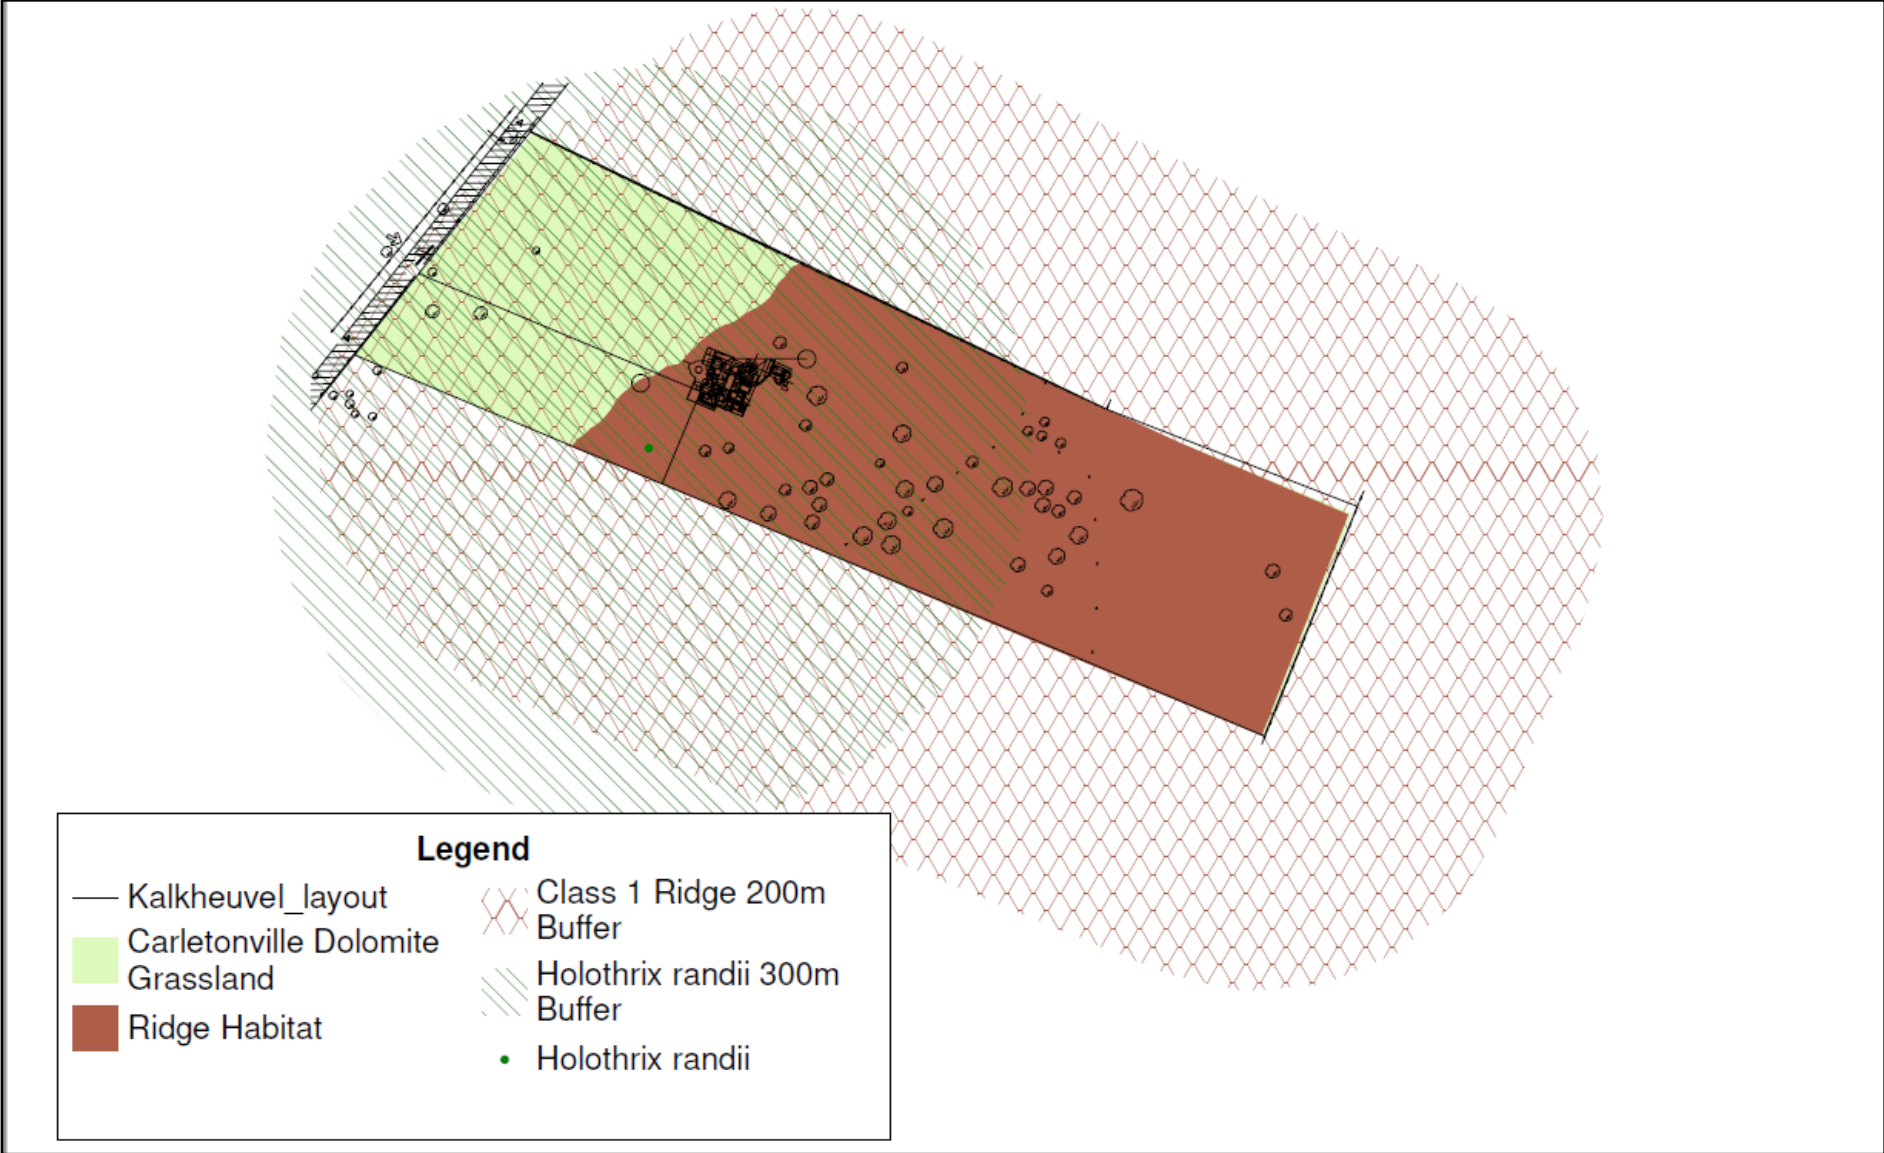 Legend
Kalkheuvel_layout
Carletonville Dolomite
Grassland
Ridge Habitat
Class 1 Ridge 200m
Buffer
Holothrix randii 300m
Buffer
Holothrix randii